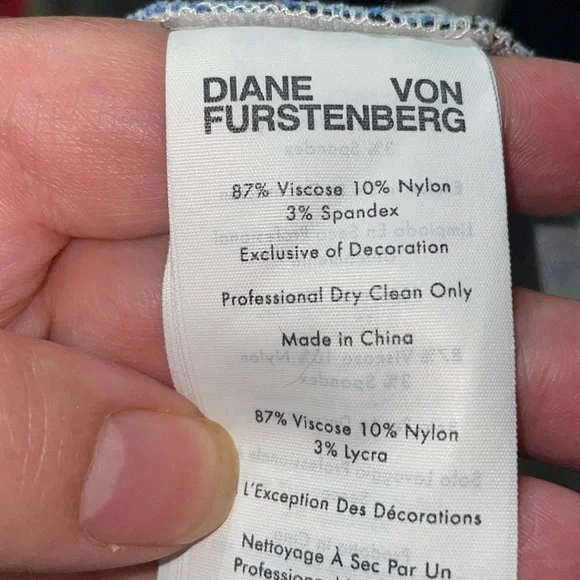 DIANE VON
FURSTENBERG
87% Viscose 10% Nylon
3% Spandex
Exclusive of Decoration
Professional Dry Clean Only
Made in China
87% Viscose 10% Nylon
3% Lycra
L'Exception Des Décorations
Nettoyage À Sec Par Un